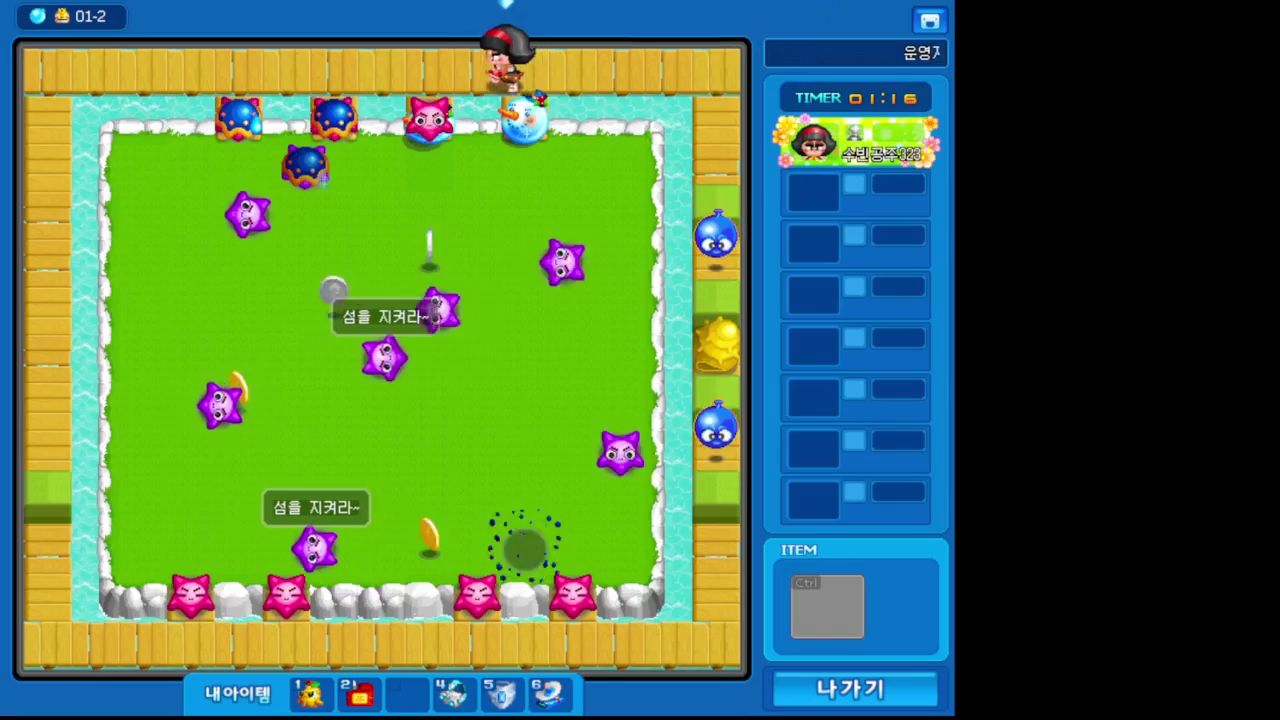 01-2
운영자
TIMER 01:16
수빈공주023
섬을 지켜라~
섬을 지켜라~
ITEM
Ctrl
나가기
내아이템
1
2
4
5
6